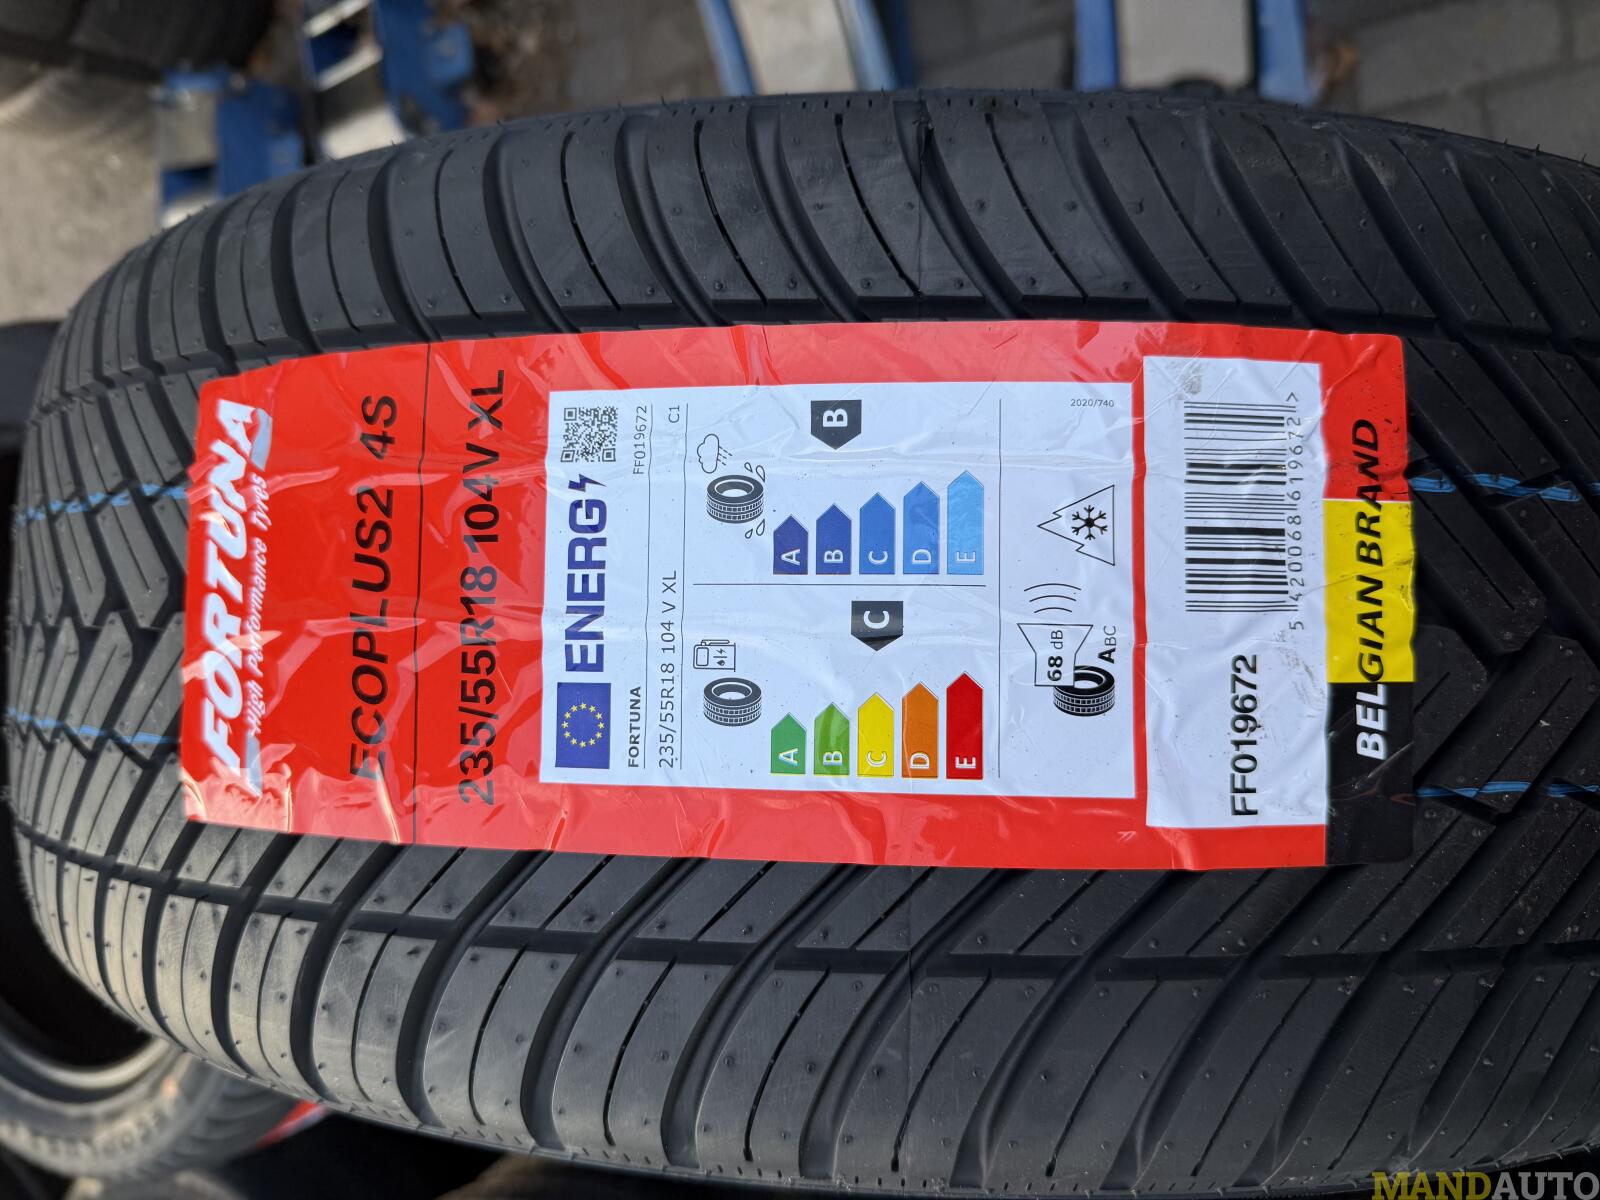 FORTUNA
High Performance Tyres
ECOPLUS2 4S
235/55R18 104V XL
ENERG
FORTUNA
FF019672
235/55R18 104 V XL
C1
A
B
C
D
E
C
A
B
C
D
E
B
68 dB
ABC
2020/740
FF019672
5 420068 619672 >
BELGIAN BRAND
MANDAUTO